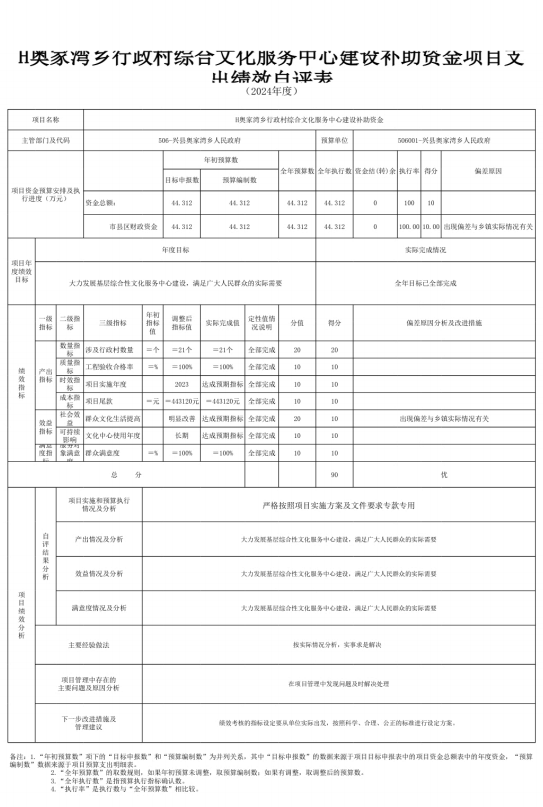 H奥家湾乡行政村综合文化服务中心建设补助资金项目支
出绩效自评表
（2024年度）
项目名称 H奥家湾乡行政村综合文化服务中心建设补助资金
主管部门及代码 506-兴县奥家湾乡人民政府 预算单位 506001-兴县奥家湾乡人民政府
项目资金预算安排及执
行进度（万元）
年初预算数
全年预算数 全年执行数 资金结(转)余 执行率 得分 偏差原因
目标申报数 预算编制数
资金总额: 44.312 44.312 44.312 44.312 0 100 10
市县区财政资金 44.312 44.312 44.312 44.312 0 100.00 10.00 出现偏差与乡镇实际情况有关
项目年
度绩效
目标
年度目标 实际完成情况
大力发展基层综合性文化服务中心建设，满足广大人民群众的实际需要 全年目标已全部完成
绩
效
指
标
一级
指标
二级指
标
三级指标
年初
指标
值
调整后
指标值
实际完成值
定性值情
况说明
分值 得分 偏差原因分析及改进措施
产出
指标
数量指
标
涉及行政村数量 ＝个 ＝21个 ＝21个 全部完成 20 20
质量指
标
工程验收合格率 ＝% ＝100% ＝100% 全部完成 10 10
时效指
标
项目实施年度 2023 达成预期指标 全部完成 10 10
成本指
标
项目尾款 ＝元 ＝443120元 ＝443120元 全部完成 10 10
效益
指标
社会效
益
群众文化生活提高 明显改善 达成预期指标 全部完成 20 10 出现偏差与乡镇实际情况有关
可持续
影响
文化中心使用年度 长期 达成预期指标 全部完成 10 10
满意
度指
标
服务对
象满意
度
群众满意度 ＝% ＝100% ＝100% 全部完成 10 10
总 分 90 优
项
目
绩
效
分
析
自
评
结
果
分
析
项目实施和预算执行
情况及分析
严格按照项目实施方案及文件要求专款专用
产出情况及分析 大力发展基层综合性文化服务中心建设，满足广大人民群众的实际需要
效益情况及分析 大力发展基层综合性文化服务中心建设，满足广大人民群众的实际需要
满意度情况及分析 大力发展基层综合性文化服务中心建设，满足广大人民群众的实际需要
主要经验做法 按实际情况分析，实事求是解决
项目管理中存在的
主要问题及原因分析
在项目管理中发现问题及时解决处理
下一步改进措施及
管理建议
绩效考核的指标设定要从单位实际出发，按照科学、合理、公正的标准进行设定方案。
备注: 1.“年初预算数”项下的“目标申报数”和“预算编制数”为并列关系，其中“目标申报数”的数据来源于项目目标申报表中的项目资金总额表中的年度资金，“预算
编制数”数据来源于项目预算支出明细表。
2.“全年预算数”的取数规则，如果年初预算未调整，取预算编制数；如果有调整，取调整后的预算数。
3.“全年执行数”是指预算执行指标确认数。
4.“执行率”是执行数与“全年预算数”相比较。